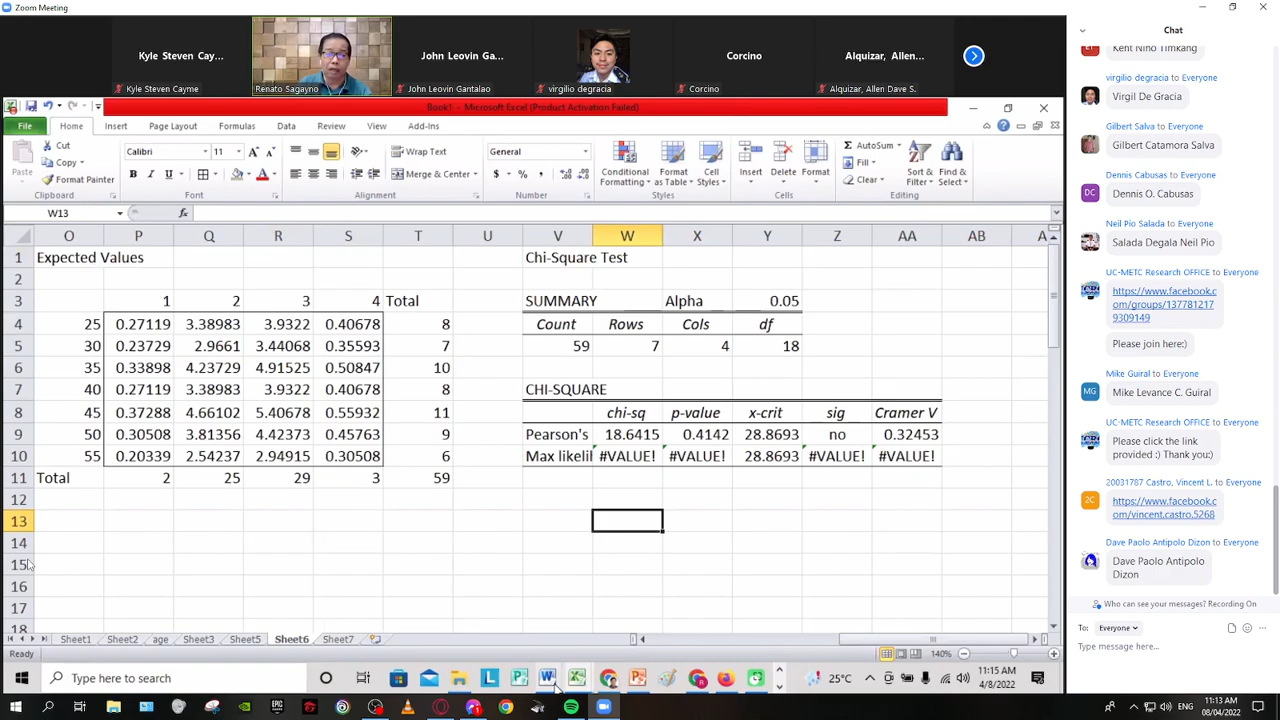 Zoom Meeting
Kyle Steven Cay...
John Leovin Ga...
Corcino
Alquizar, Allen...
Kyle Steven Cayme
Renato Sagayno
John Leovin Gantalao
virgilio degracia
Corcino
Alquizar, Allen Dave S.
Book1 - Microsoft Excel (Product Activation Failed)
File Home Insert Page Layout Formulas Data Review View Add-Ins
Paste
Cut
Copy
Format Painter
Clipboard
Calibri 11
B I U
Font
Wrap Text
Merge & Center
Alignment
General
$ % ,
Number
Conditional Formatting
Format as Table
Cell Styles
Styles
Insert Delete Format
Cells
AutoSum
Fill
Clear
Sort & Filter
Find & Select
Editing
W13 fx
O P Q R S T U V W X Y Z AA AB A
1 Expected Values Chi-Square Test
2
3 1 2 3 4 Total SUMMARY Alpha 0.05
4 25 0.27119 3.38983 3.9322 0.40678 8 Count Rows Cols df
5 30 0.23729 2.9661 3.44068 0.35593 7 59 7 4 18
6 35 0.33898 4.23729 4.91525 0.50847 10
7 40 0.27119 3.38983 3.9322 0.40678 8 CHI-SQUARE
8 45 0.37288 4.66102 5.40678 0.55932 11 chi-sq p-value x-crit sig Cramer V
9 50 0.30508 3.81356 4.42373 0.45763 9 Pearson's 18.6415 0.4142 28.8693 no 0.32453
10 55 0.20339 2.54237 2.94915 0.30508 6 Max likelil #VALUE! #VALUE! 28.8693 #VALUE! #VALUE!
11 Total 2 25 29 3 59
12
13
14
15
16
17
18
Sheet1 Sheet2 age Sheet3 Sheet5 Sheet6 Sheet7
Ready 140%
Type here to search
25°C
11:15 AM
4/8/2022
Chat
Kent Nino Timkang
virgilio degracia to Everyone
Virgil De Gracia
Gilbert Salva to Everyone
Gilbert Catamora Salva
Dennis Cabusas to Everyone
DC
Dennis O. Cabusas
Neil Pio Salada to Everyone
Salada Degala Neil Pio
UC-METC Research OFFICE to Everyone
https://www.facebook.c
om/groups/137781217
9309149
Please join here:)
Mike Guiral to Everyone
MG
Mike Levance C. Guiral
UC-METC Research OFFICE to Everyone
Please click the link
provided :) Thank you:)
20031787 Castro, Vincent L. to Everyone
2C
https://www.facebook.c
om/vincent.castro.5268
Dave Paolo Antipolo Dizon to Everyone
Dave Paolo Antipolo
Dizon
Who can see your messages? Recording On
To: Everyone
Type message here...
ENG
11:13 AM
08/04/2022